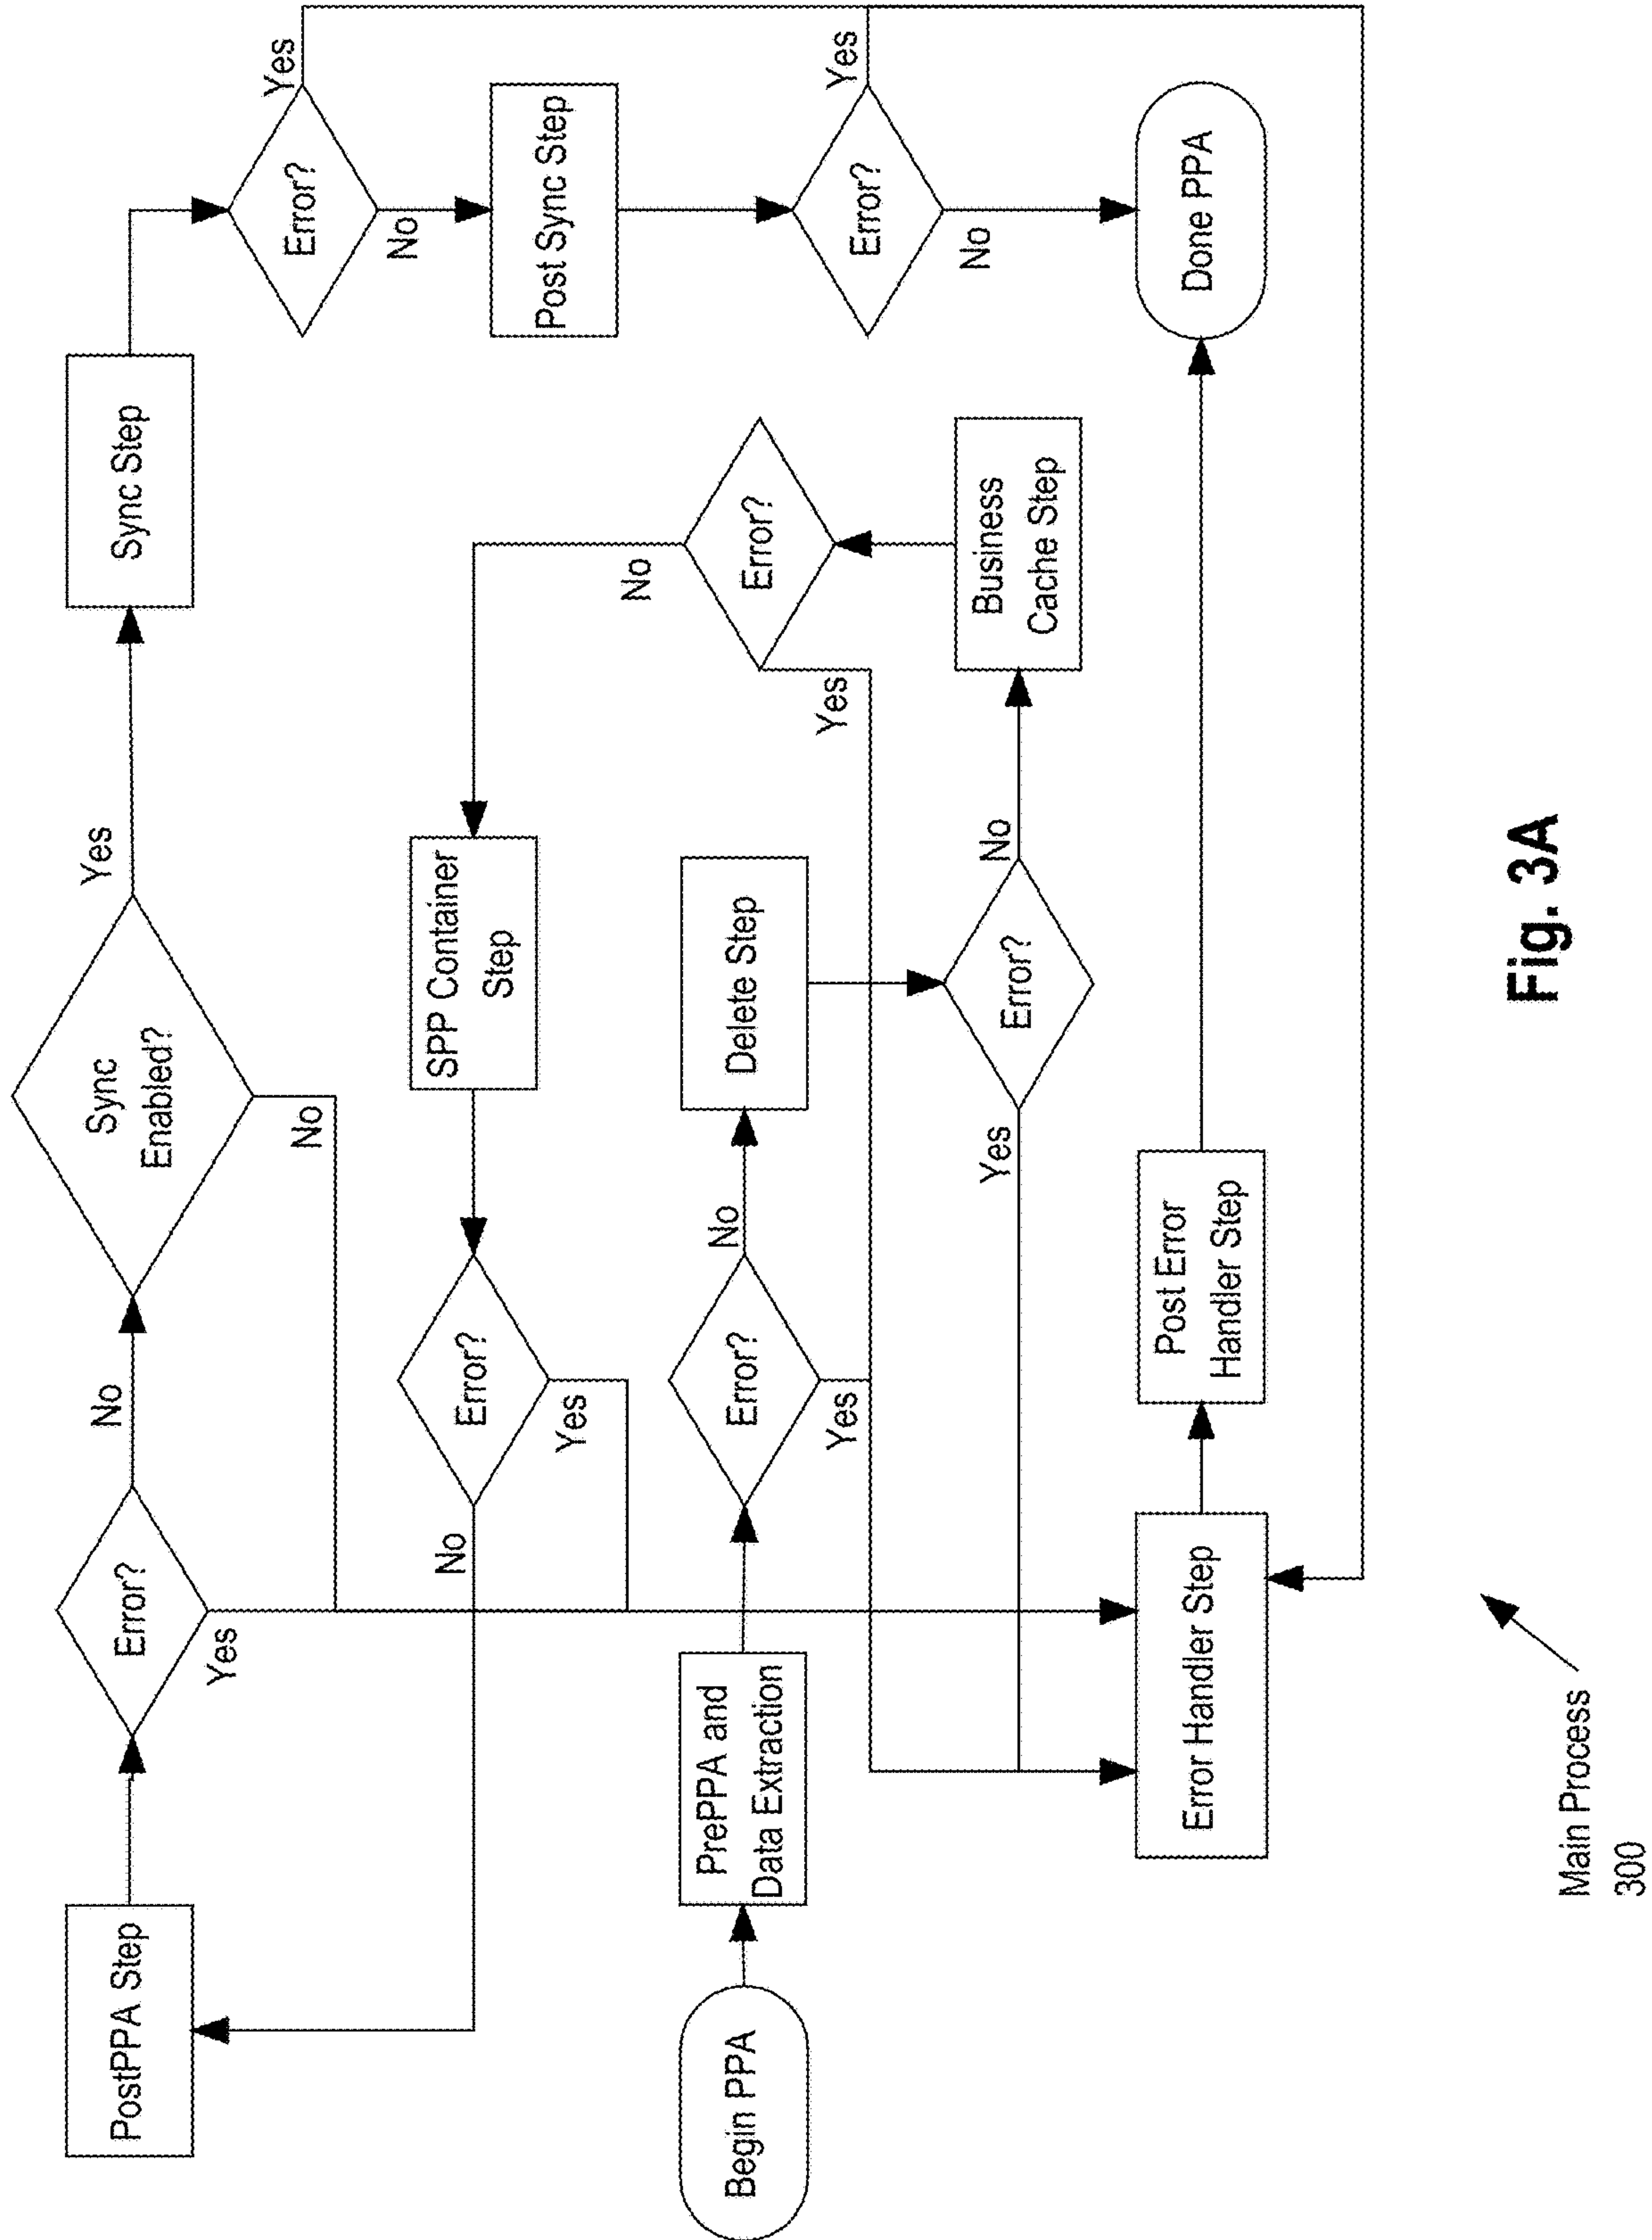 PostPPA Step
Error?
No
Yes
Sync
Enabled?
Yes
No
Sync Step
Error?
Yes
No
Post Sync Step
Error?
Yes
No
Done PPA
SPP Container
Step
Error?
No
Yes
Error?
No
Yes
Begin PPA
PrePPA and
Data Extraction
Error?
No
Yes
Delete Step
Error?
No
Yes
Business
Cache Step
Error Handler Step
Post Error
Handler Step
Main Process
300
Fig. 3A